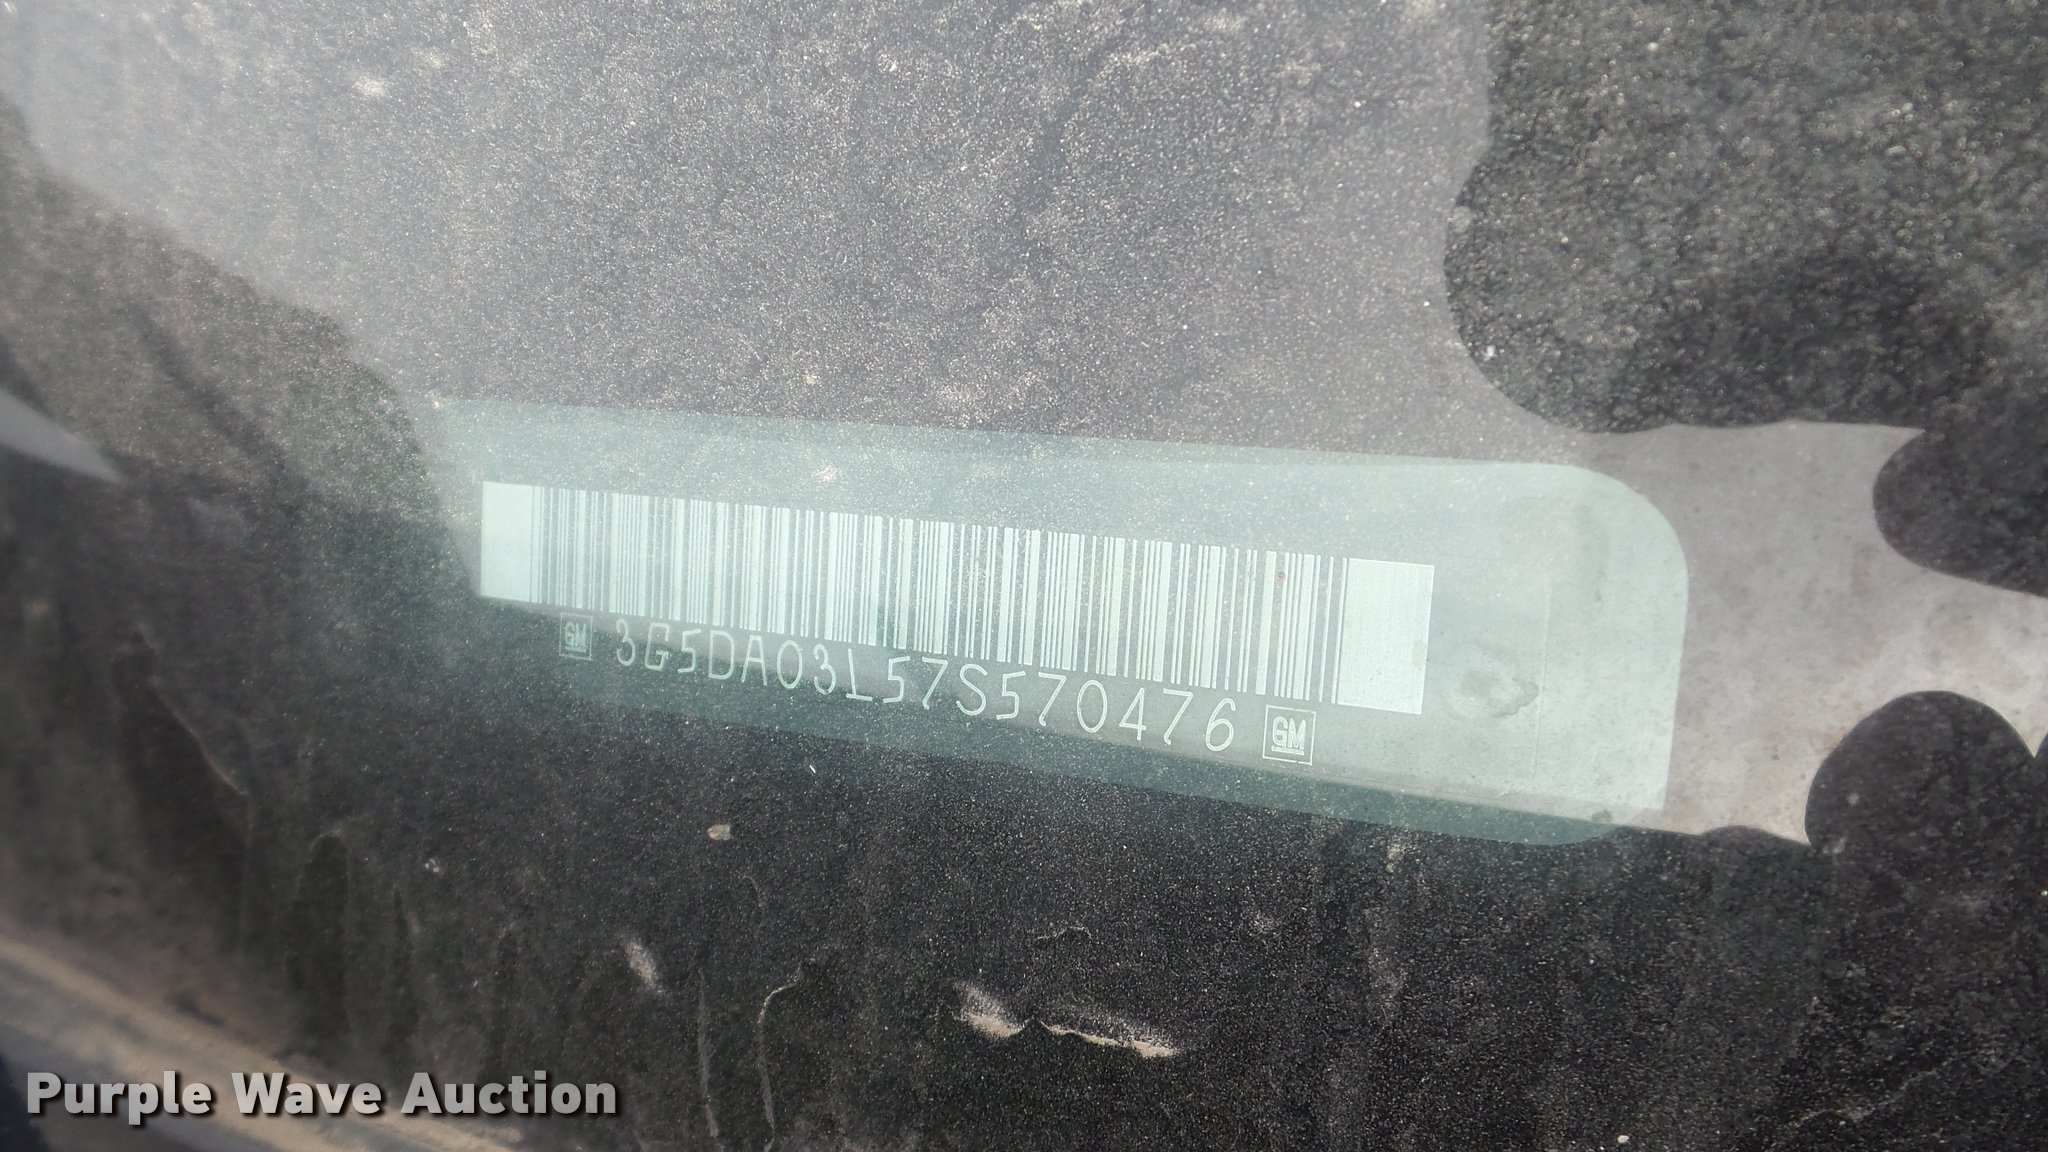 GM 3G5DA03L57S570476 GM
Purple Wave Auction